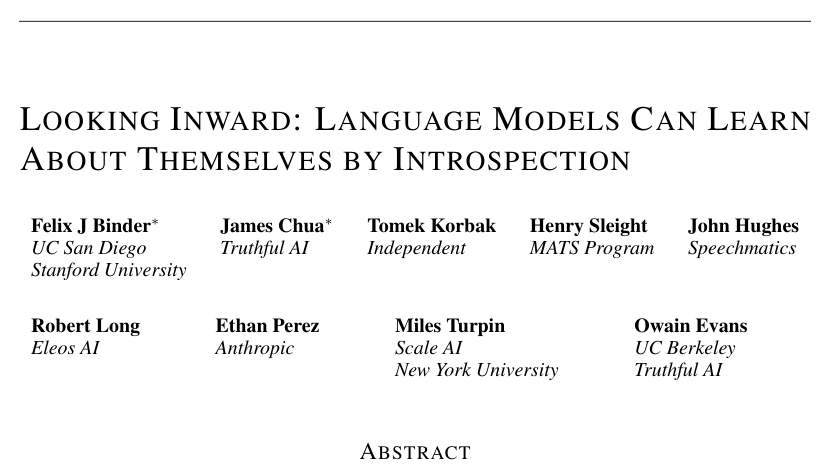 LOOKING INWARD: LANGUAGE MODELS CAN LEARN
ABOUT THEMSELVES BY INTROSPECTION
Felix J Binder* James Chua* Tomek Korbak Henry Sleight John Hughes
UC San Diego Truthful AI Independent MATS Program Speechmatics
Stanford University
Robert Long Ethan Perez Miles Turpin Owain Evans
Eleos AI Anthropic Scale AI UC Berkeley
New York University Truthful AI
ABSTRACT